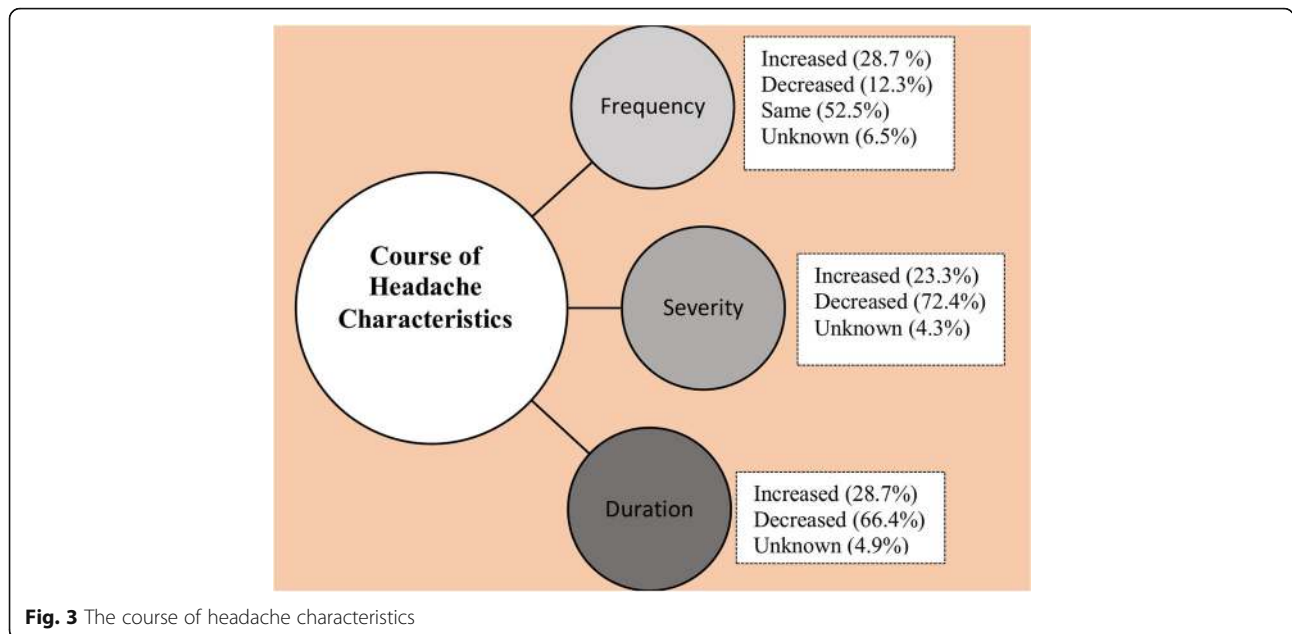 Frequency
Increased (28.7 %)
Decreased (12.3%)
Same (52.5%)
Unknown (6.5%)
Course of
Headache
Characteristics
Severity
Increased (23.3%)
Decreased (72.4%)
Unknown (4.3%)
Duration
Increased (28.7%)
Decreased (66.4%)
Unknown (4.9%)
Fig. 3 The course of headache characteristics